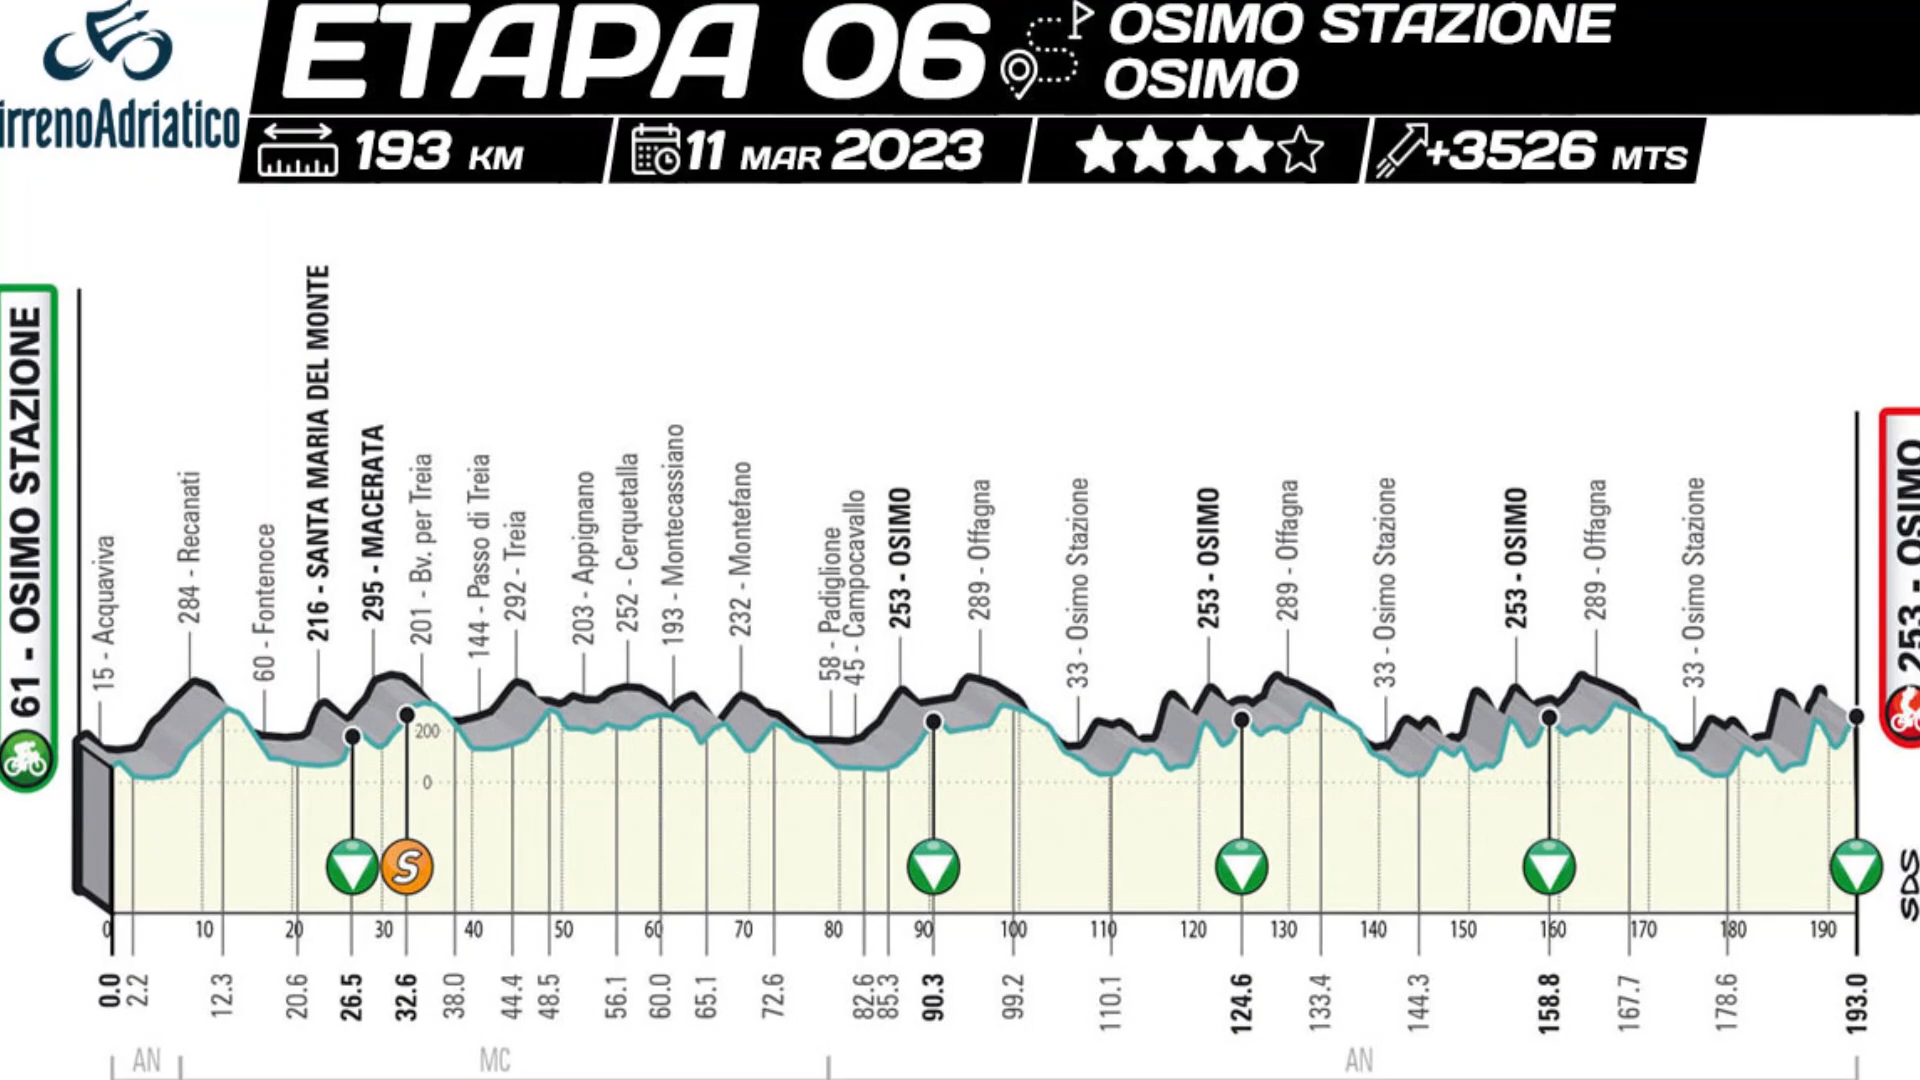 irrenoAdriatico
ETAPA 06
OSIMO STAZIONE
OSIMO
193 KM
11 MAR 2023
+3526 MTS
61 - OSIMO STAZIONE
15 - Acquaviva
284 - Recanati
60 - Fontenoce
216 - SANTA MARIA DEL MONTE
295 - MACERATA
201 - Bv. per Treia
144 - Passo di Treia
292 - Treia
203 - Appignano
252 - Cerquetalla
193 - Montecassiano
232 - Montefano
58 - Padiglione
45 - Campocavallo
253 - OSIMO
289 - Offagna
33 - Osimo Stazione
253 - OSIMO
289 - Offagna
33 - Osimo Stazione
253 - OSIMO
289 - Offagna
33 - Osimo Stazione
253 - OSIMO
200
0
S
SDS
0 10 20 30 40 50 60 70 80 90 100 110 120 130 140 150 160 170 180 190
0.0 2.2 12.3 20.6 26.5 32.6 38.0 44.4 48.5 56.1 60.0 65.1 72.6 82.6 85.3 90.3 99.2 110.1 124.6 133.4 144.3 158.8 167.7 178.6 193.0
AN MC AN